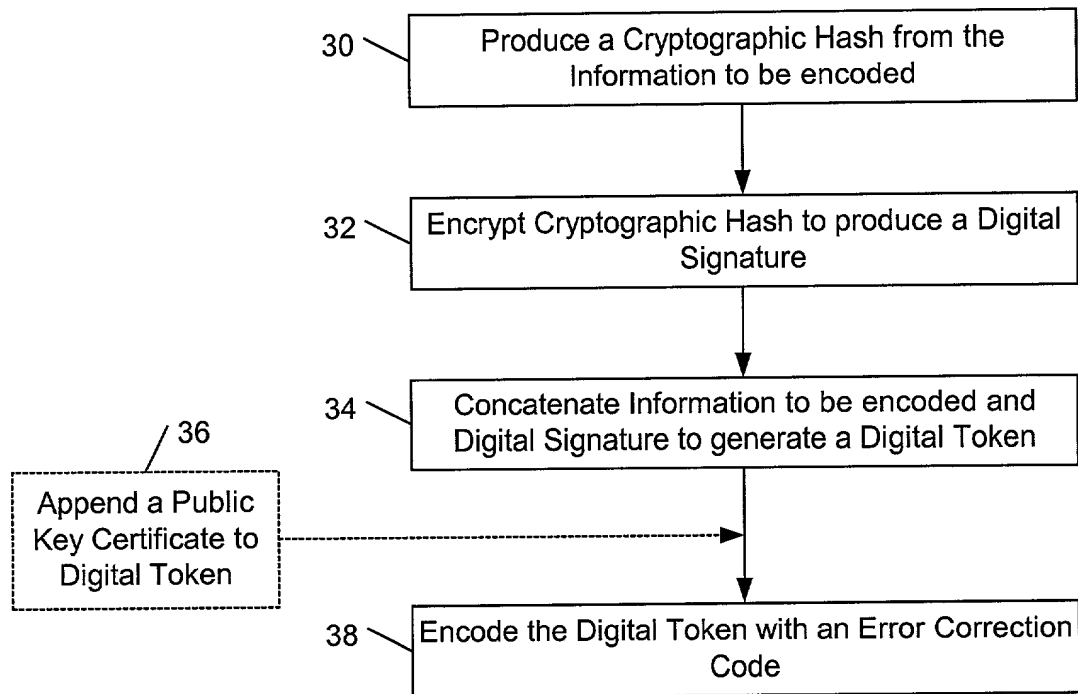 30
Produce a Cryptographic Hash from the
Information to be encoded
32
Encrypt Cryptographic Hash to produce a Digital
Signature
34
Concatenate Information to be encoded and
Digital Signature to generate a Digital Token
36
Append a Public
Key Certificate to
Digital Token
38
Encode the Digital Token with an Error Correction
Code